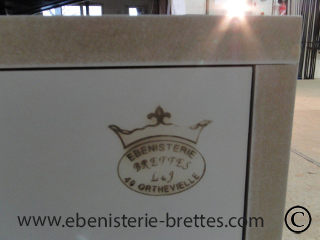 EBENISTERIE
BRETTES
L & J
40 ORTHEVIELLE
www.ebenisterie-brettes.com
©